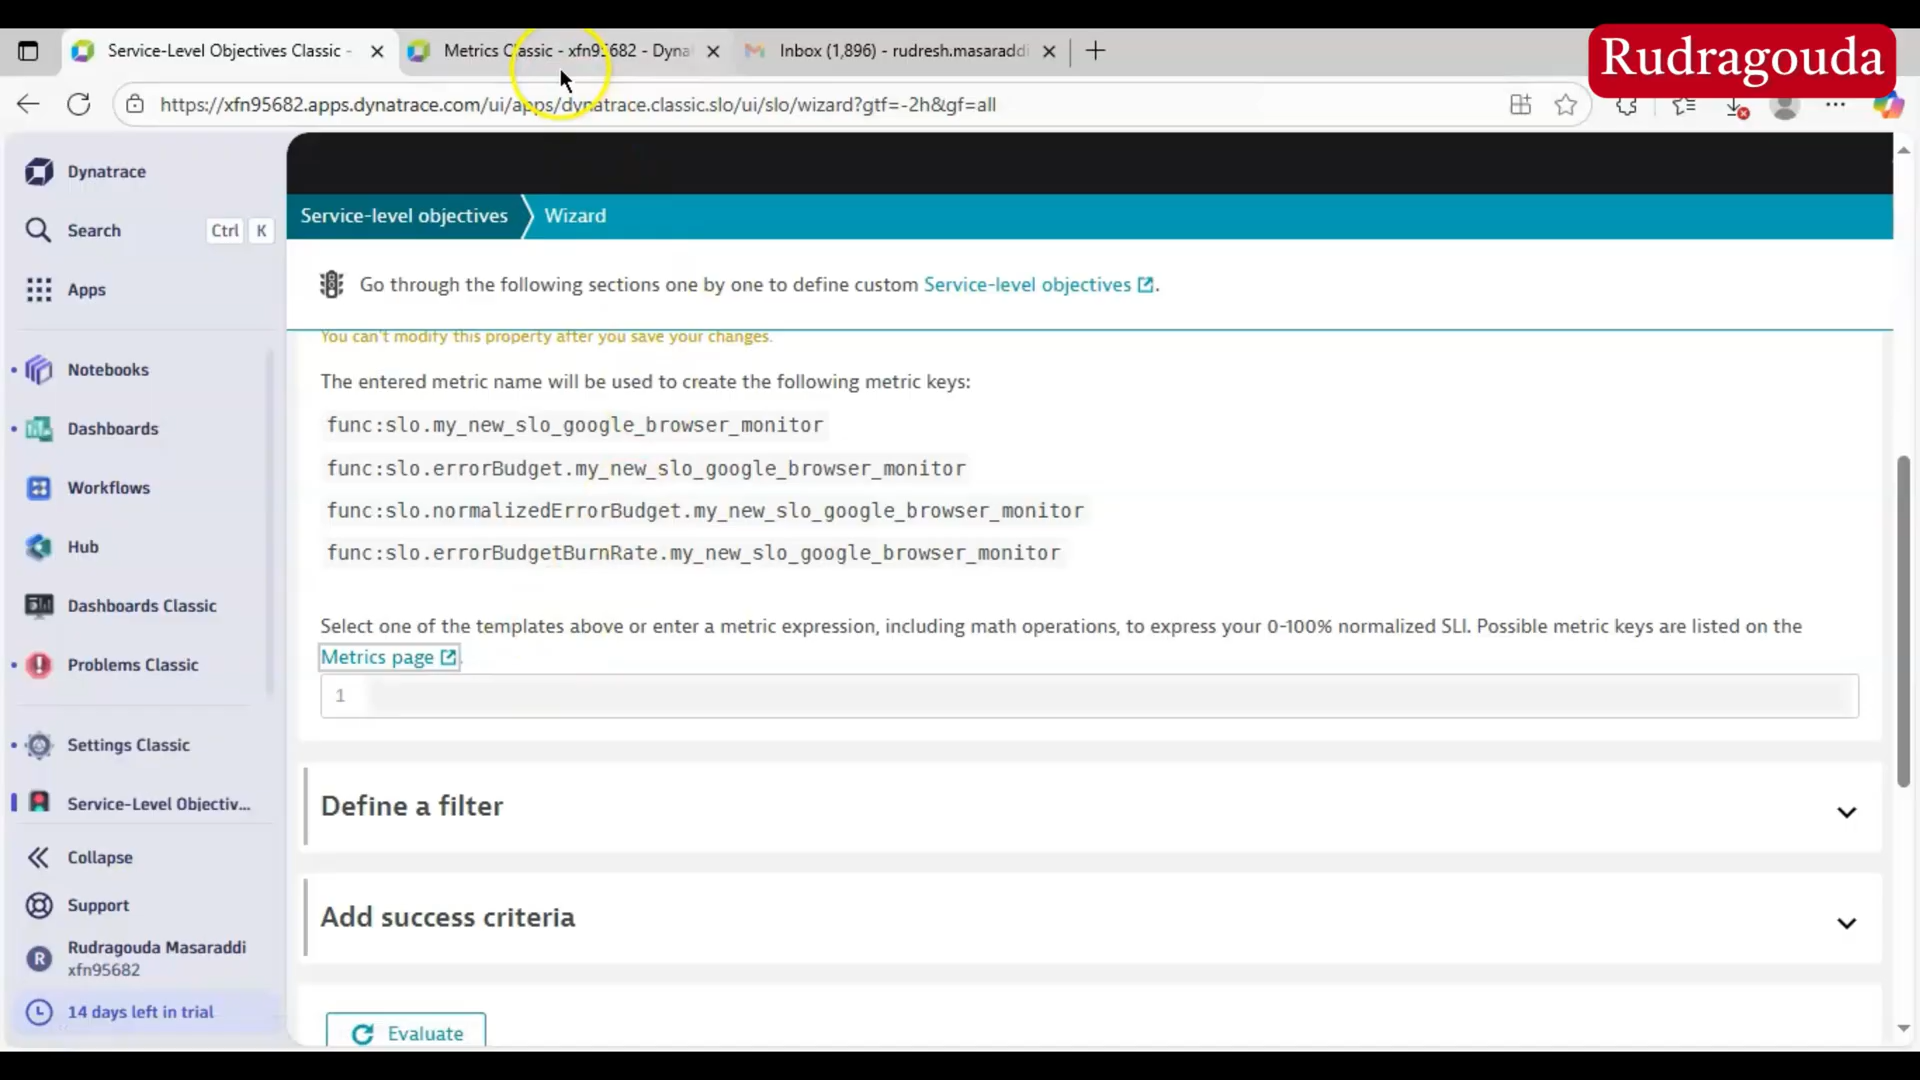 Service-Level Objectives Classic -
Metrics Classic - xfn95682 - Dyna
Inbox (1,896) - rudresh.masaraddi
Rudragouda
https://xfn95682.apps.dynatrace.com/ui/apps/dynatrace.classic.slo/ui/slo/wizard?gtf=-2h&gf=all
Dynatrace
Search Ctrl K
Apps
Notebooks
Dashboards
Workflows
Hub
Dashboards Classic
Problems Classic
Settings Classic
Service-Level Objectiv...
Collapse
Support
R
Rudragouda Masaraddi
xfn95682
14 days left in trial
Service-level objectives
Wizard
Go through the following sections one by one to define custom Service-level objectives.
You can't modify this property after you save your changes.
The entered metric name will be used to create the following metric keys:
func:slo.my_new_slo_google_browser_monitor
func:slo.errorBudget.my_new_slo_google_browser_monitor
func:slo.normalizedErrorBudget.my_new_slo_google_browser_monitor
func:slo.errorBudgetBurnRate.my_new_slo_google_browser_monitor
Select one of the templates above or enter a metric expression, including math operations, to express your 0-100% normalized SLI. Possible metric keys are listed on the
Metrics page.
1
Define a filter
Add success criteria
Evaluate